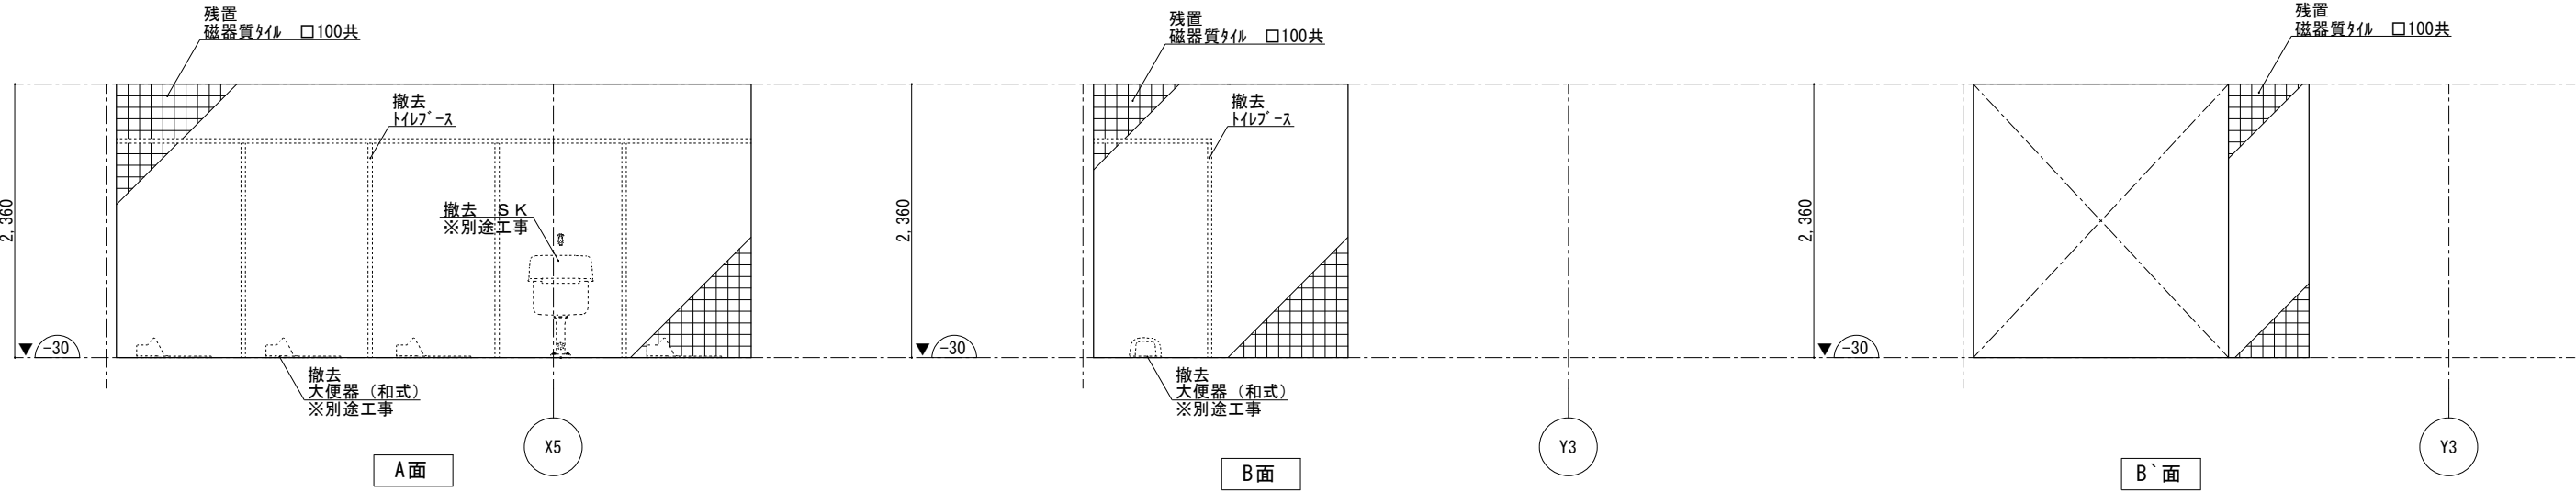 残置
磁器質ﾀｲﾙ　□100共
撤去
ﾄｲﾚﾌﾞｰｽ
2,360
撤去　ＳＫ
※別途工事
-30
撤去
大便器（和式）
※別途工事
X5
A面
残置
磁器質ﾀｲﾙ　□100共
撤去
ﾄｲﾚﾌﾞｰｽ
2,360
-30
撤去
大便器（和式）
※別途工事
Y3
B面
残置
磁器質ﾀｲﾙ　□100共
2,360
-30
Y3
B`面